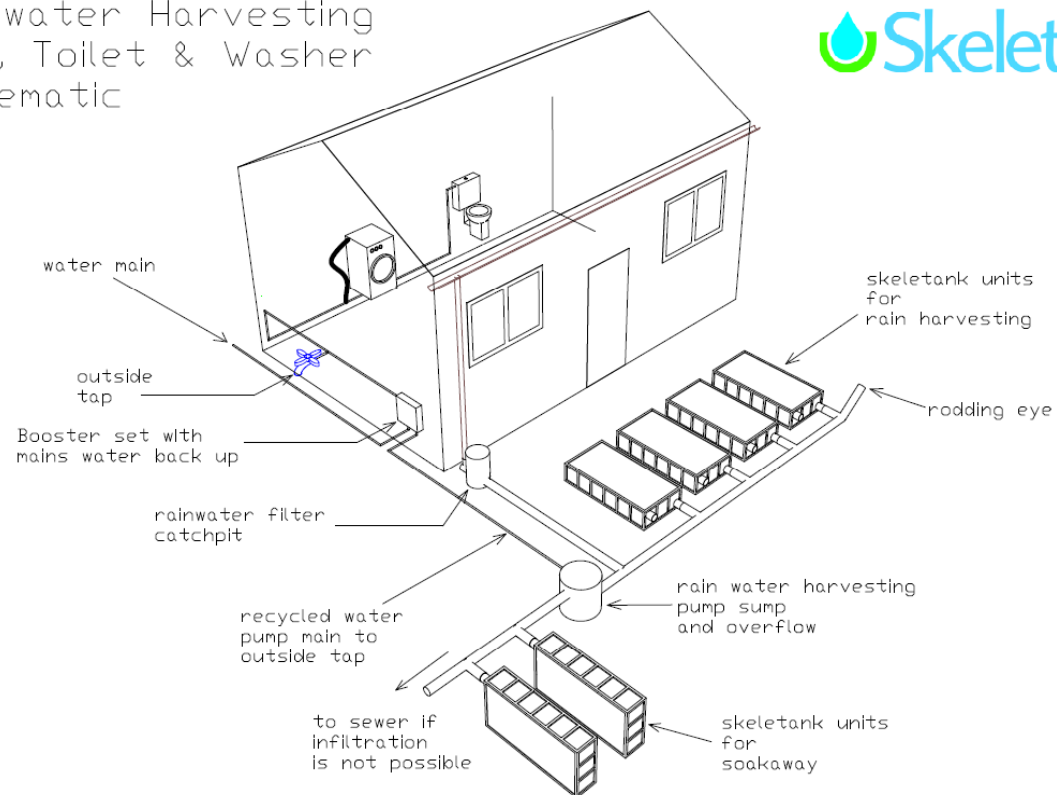 water Harvesting
, Toilet & Washer
ematic
Skelet
water main
skeletank units
for
rain harvesting
outside
tap
rodding eye
Booster set with
mains water back up
rainwater filter
catchpit
rain water harvesting
pump sump
and overflow
recycled water
pump main to
outside tap
to sewer if
infiltration
is not possible
skeletank units
for
soakaway